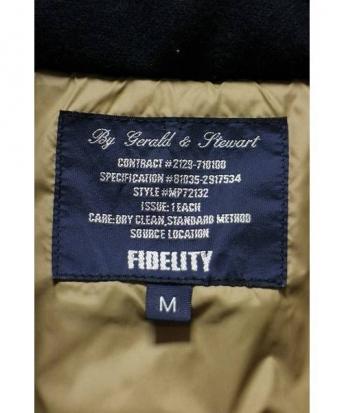 By Gerald & Stewart
CONTRACT #2129-710100
SPECIFICATION #81035-2917534
STYLE #MP72132
ISSUE: 1 EACH
CARE: DRY CLEAN, STANDARD METHOD
SOURCE LOCATION
FIDELITY
M